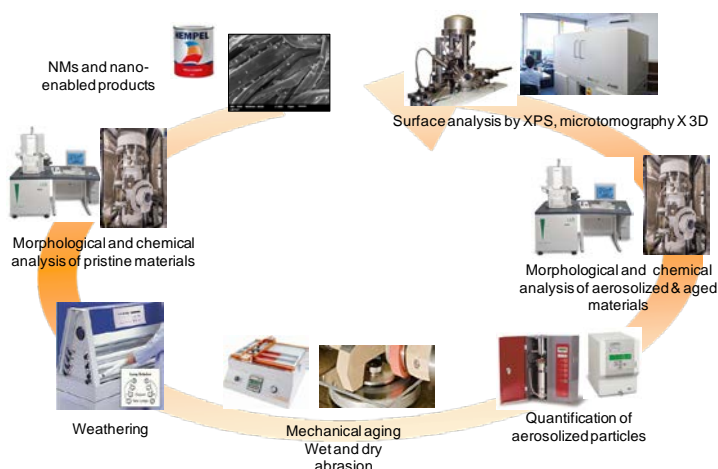 NMs and nano-
enabled products
HEMPEL
Surface analysis by XPS, microtomography X 3D
Morphological and chemical
analysis of pristine materials
Morphological and chemical
analysis of aerosolized & aged
materials
Weathering
Mechanical aging
Wet and dry
abrasion
Quantification of
aerosolized particles